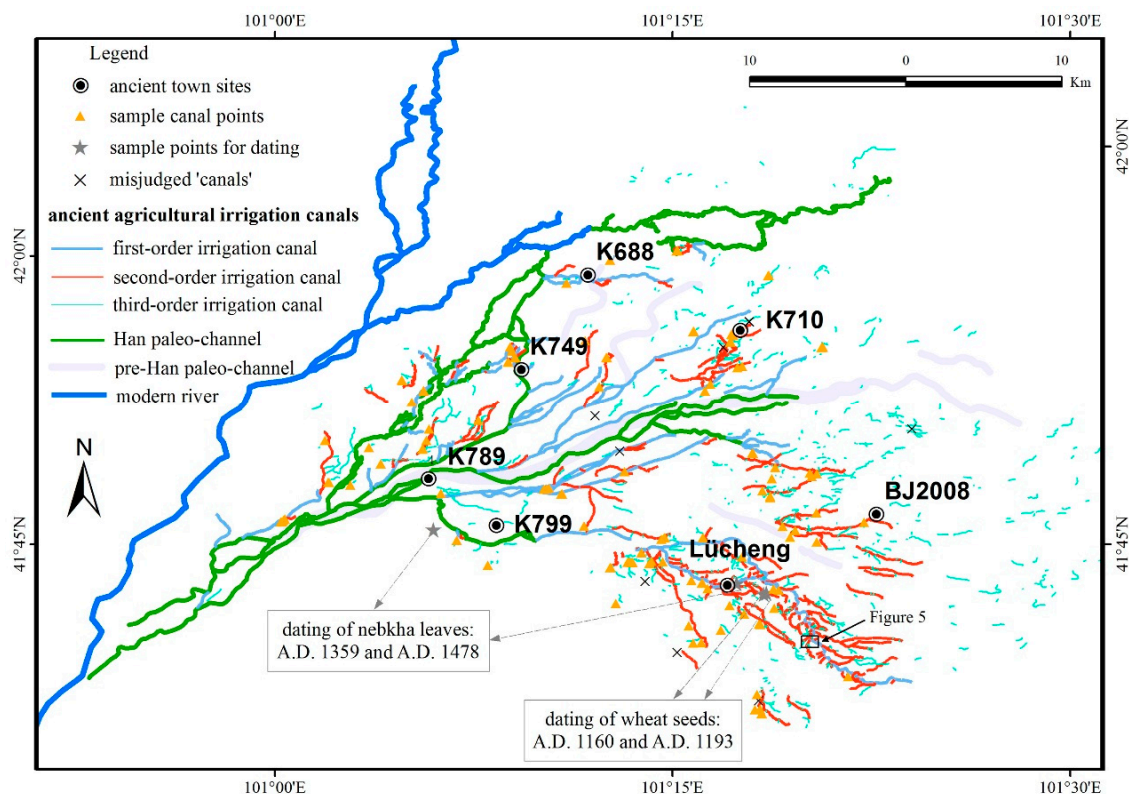 101°00'E
101°15'E
101°30'E
Legend
ancient town sites
sample canal points
sample points for dating
misjudged 'canals'
ancient agricultural irrigation canals
first-order irrigation canal
second-order irrigation canal
third-order irrigation canal
Han paleo-channel
pre-Han paleo-channel
modern river
10
0
10
Km
42°00'N
42°00'N
K688
K710
K749
N
K789
K799
BJ2008
Lücheng
41°45'N
41°45'N
Figure 5
dating of nebkha leaves:
A.D. 1359 and A.D. 1478
dating of wheat seeds:
A.D. 1160 and A.D. 1193
101°00'E
101°15'E
101°30'E